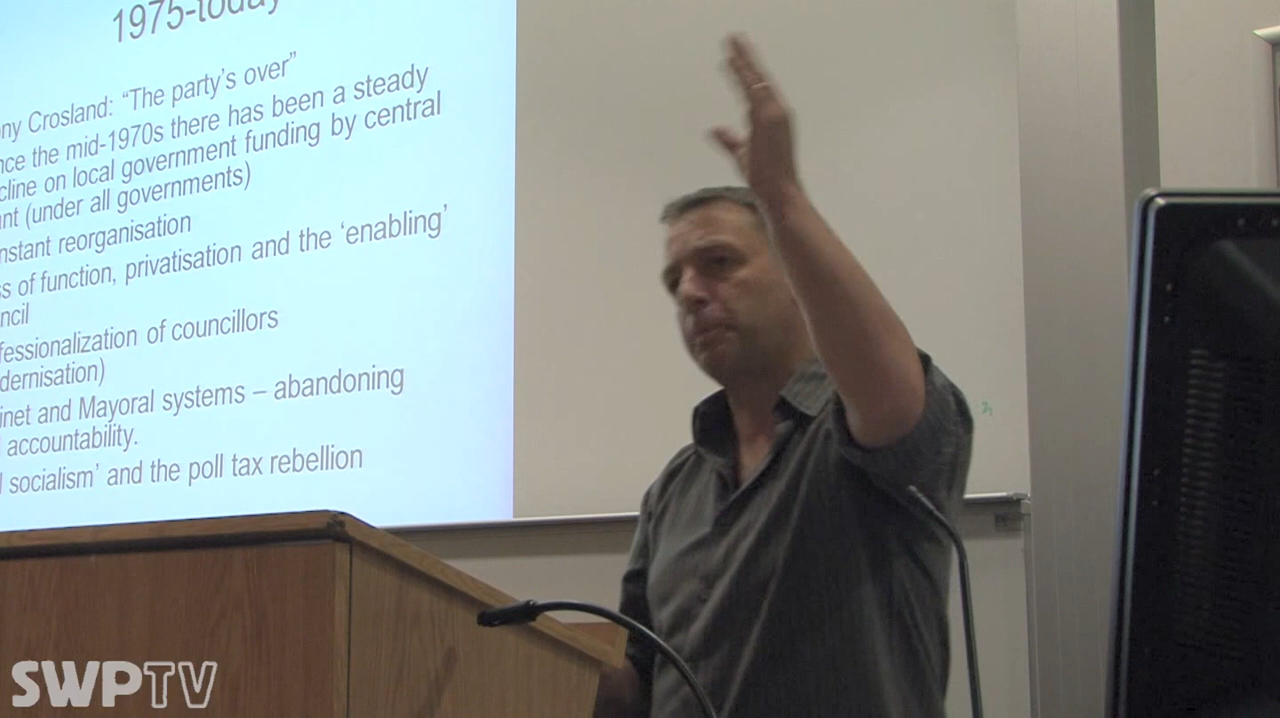 1975-today
ny Crosland: “The party’s over”
nce the mid-1970s there has been a steady
cline on local government funding by central
nt (under all governments)
nstant reorganisation
s of function, privatisation and the ‘enabling’
ncil
fessionalization of councillors
dernisation)
inet and Mayoral systems – abandoning
accountability.
socialism’ and the poll tax rebellion
SWPTV